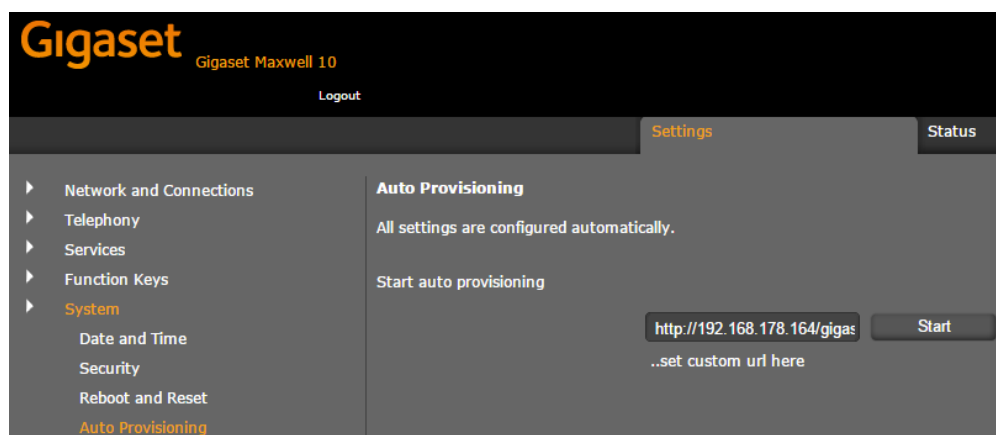 Gigaset
Gigaset Maxwell 10
Logout
Settings
Status
Network and Connections
Telephony
Services
Function Keys
System
Date and Time
Security
Reboot and Reset
Auto Provisioning
Auto Provisioning
All settings are configured automatically.
Start auto provisioning
http://192.168.178.164/gigas
Start
..set custom url here